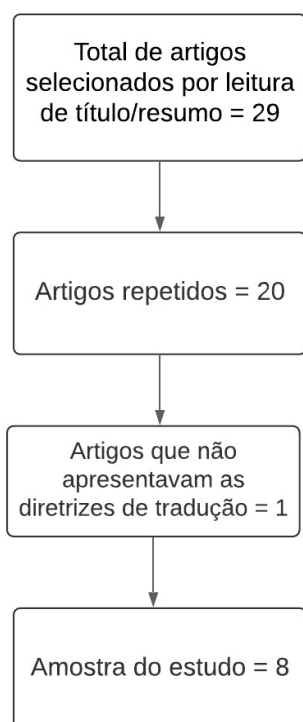 Total de artigos
selecionados por leitura
de título/resumo = 29
Artigos repetidos = 20
Artigos que não
apresentavam as
diretrizes de tradução = 1
Amostra do estudo = 8